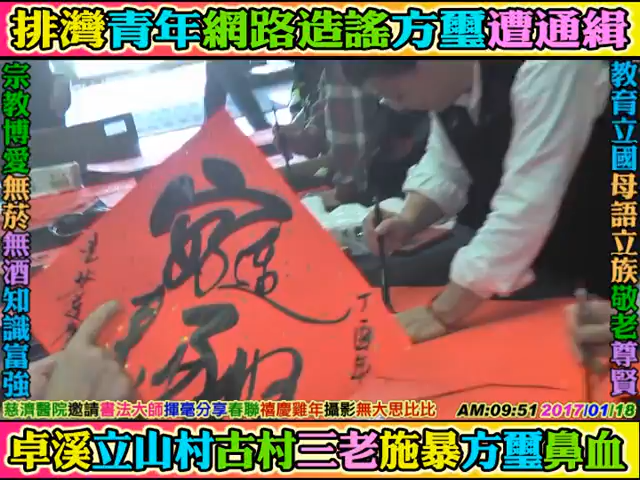 排灣青年網路造謠方璽遭通緝
宗教博愛無菸無酒知識富強
教育立國母語立族敬老尊賢
丁酉年
慈濟醫院邀請書法大師揮毫分享春聯禧慶雞年攝影無大思比比 AM:09:51 2017/01/18
卓溪立山村古村三老施暴方璽鼻血